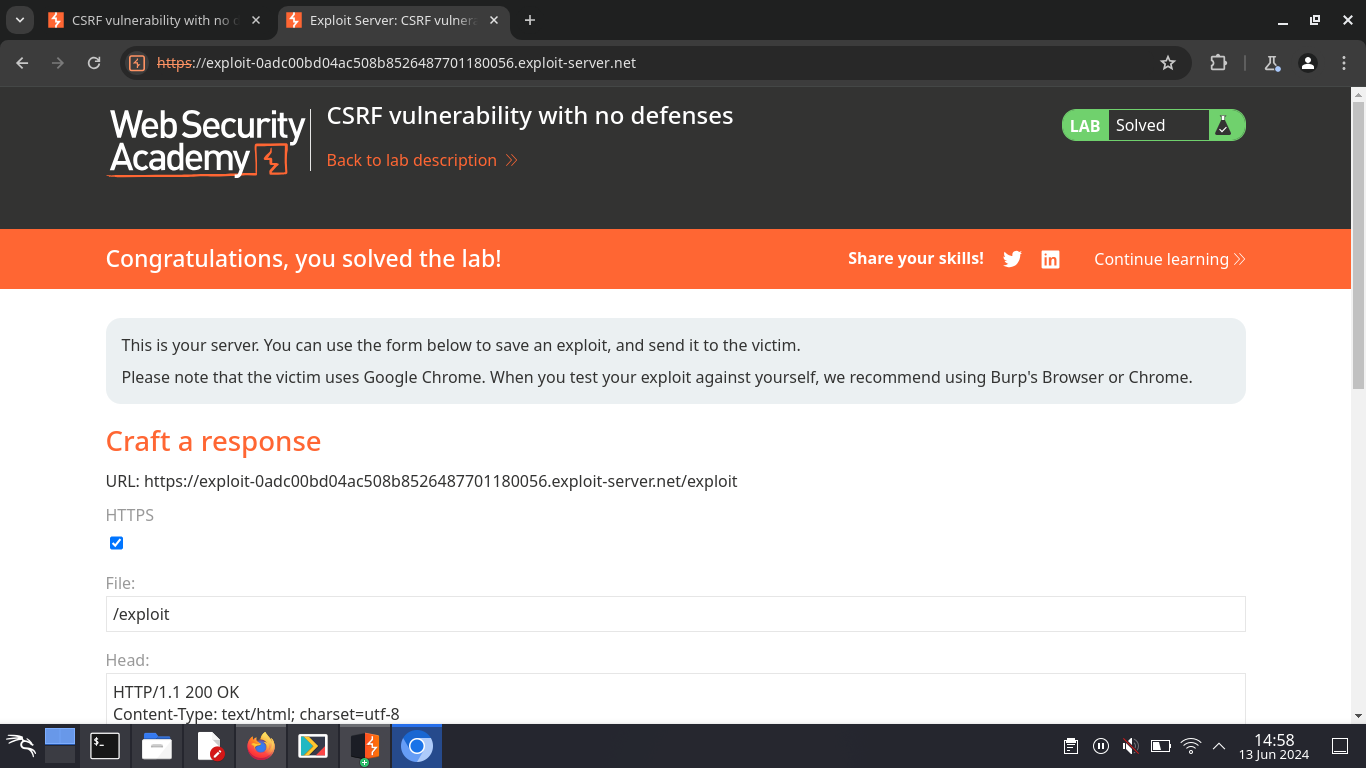 CSRF vulnerability with no d
Exploit Server: CSRF vulnera
https://exploit-0adc00bd04ac508b8526487701180056.exploit-server.net
Web Security
Academy
CSRF vulnerability with no defenses
Back to lab description
LAB
Solved
Congratulations, you solved the lab!
Share your skills!
in
Continue learning
This is your server. You can use the form below to save an exploit, and send it to the victim.
Please note that the victim uses Google Chrome. When you test your exploit against yourself, we recommend using Burp's Browser or Chrome.
Craft a response
URL: https://exploit-0adc00bd04ac508b8526487701180056.exploit-server.net/exploit
HTTPS
File:
/exploit
Head:
HTTP/1.1 200 OK
Content-Type: text/html; charset=utf-8
14:58
13 Jun 2024